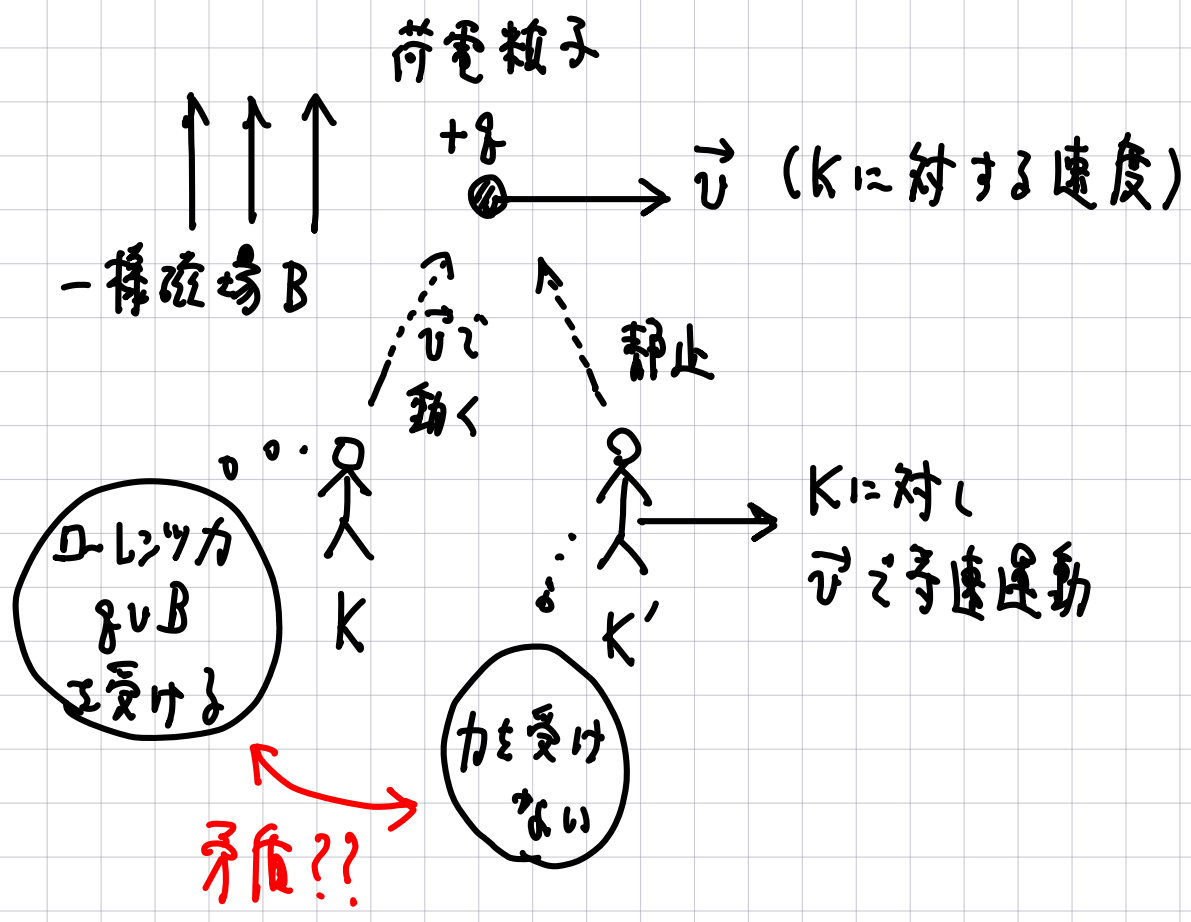 荷電粒子
+q
v→ (Kに対する速度)
一様磁場B
v→で
動く
静止
Kに対し
v→で等速運動
ローレンツ力
qvB
を受ける
K
K′
力を受け
ない
矛盾??